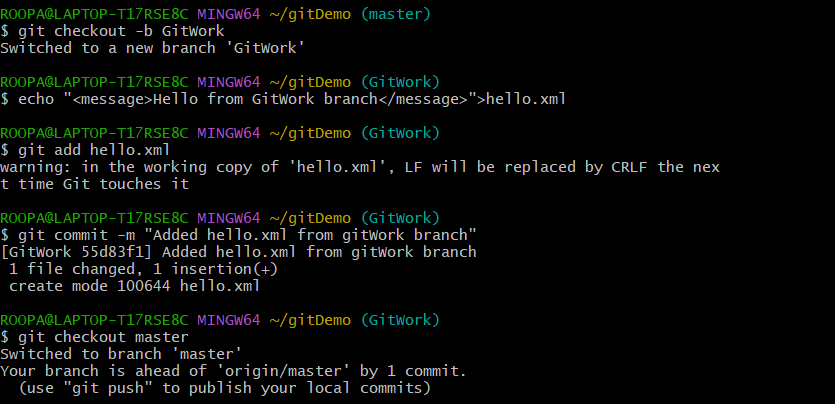 ROOPA@LAPTOP-T17RSE8C MINGW64 ~/gitDemo (master)
$ git checkout -b GitWork
Switched to a new branch 'GitWork'
ROOPA@LAPTOP-T17RSE8C MINGW64 ~/gitDemo (GitWork)
$ echo "<message>Hello from GitWork branch</message>">hello.xml
ROOPA@LAPTOP-T17RSE8C MINGW64 ~/gitDemo (GitWork)
$ git add hello.xml
warning: in the working copy of 'hello.xml', LF will be replaced by CRLF the nex
t time Git touches it
ROOPA@LAPTOP-T17RSE8C MINGW64 ~/gitDemo (GitWork)
$ git commit -m "Added hello.xml from gitWork branch"
[GitWork 55d83f1] Added hello.xml from gitWork branch
 1 file changed, 1 insertion(+)
 create mode 100644 hello.xml
ROOPA@LAPTOP-T17RSE8C MINGW64 ~/gitDemo (GitWork)
$ git checkout master
Switched to branch 'master'
Your branch is ahead of 'origin/master' by 1 commit.
  (use "git push" to publish your local commits)